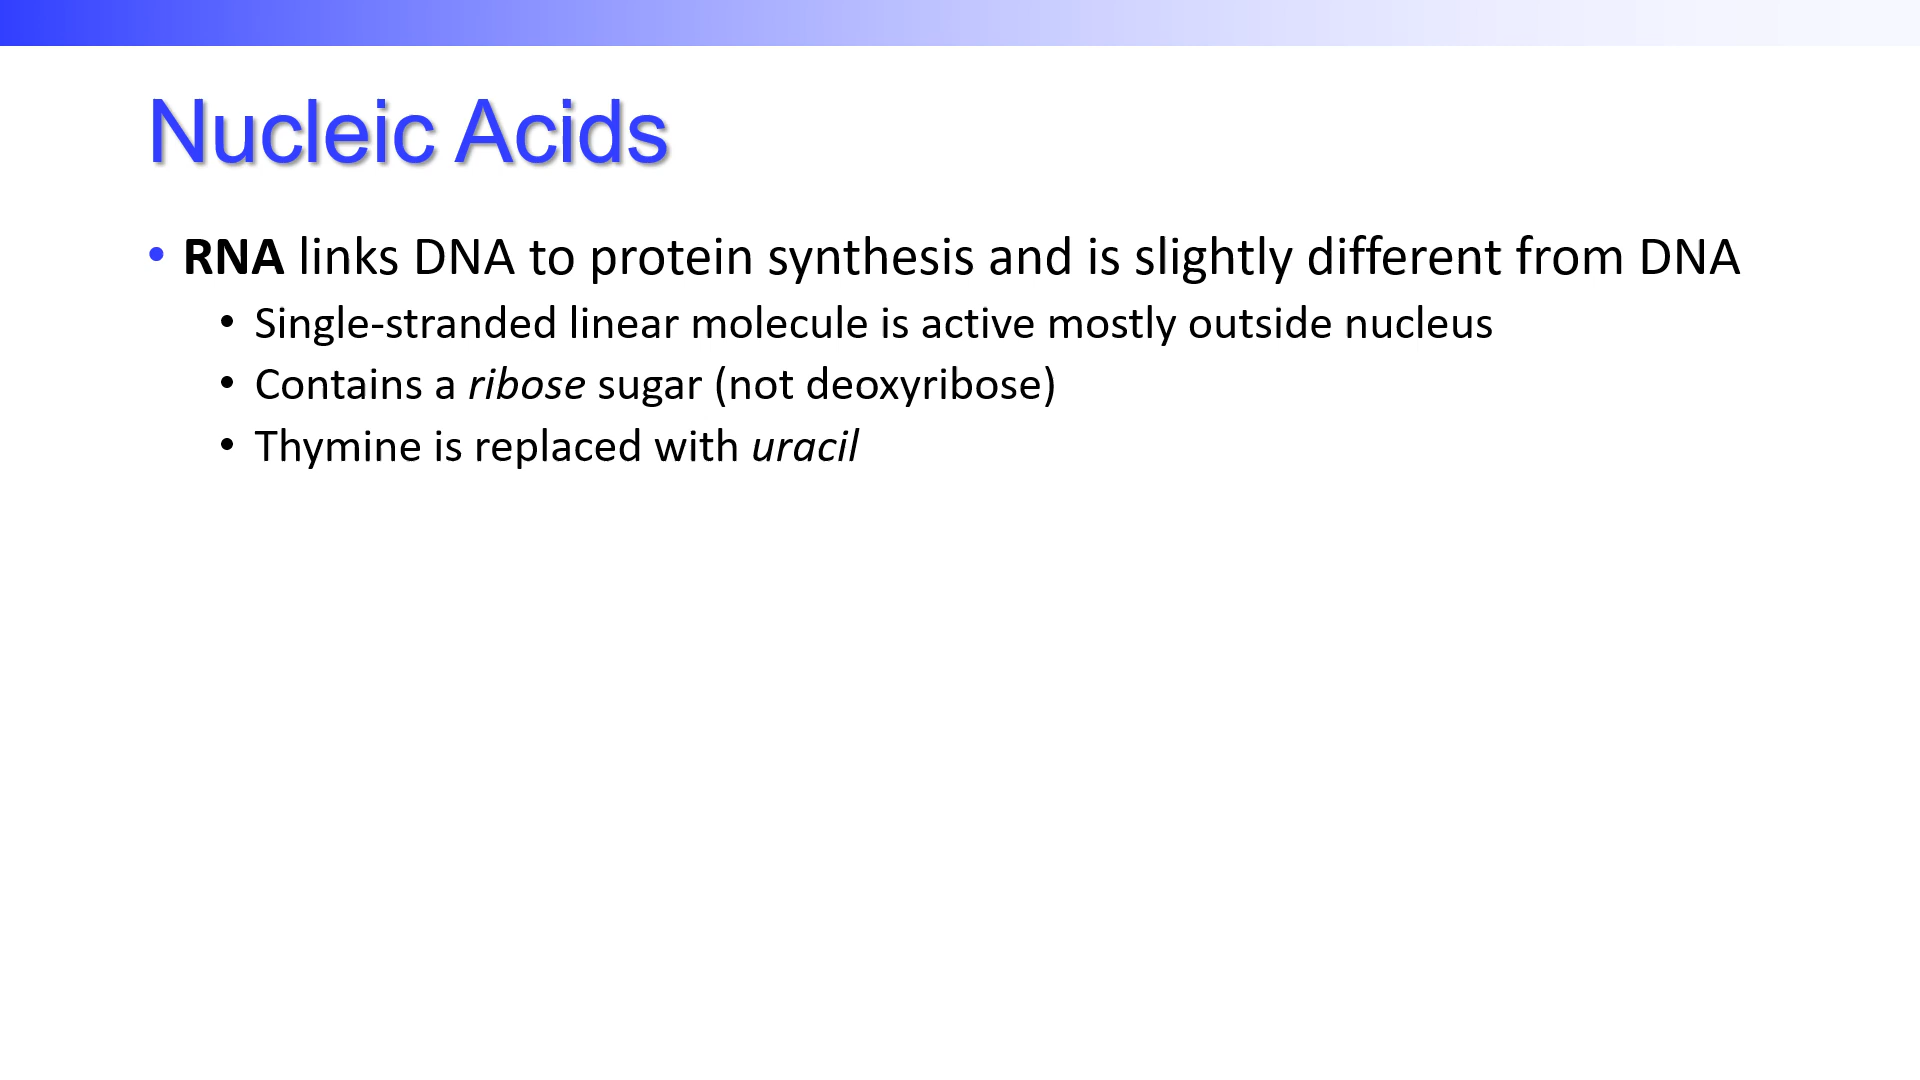 Nucleic Acids
• RNA links DNA to protein synthesis and is slightly different from DNA
• Single-stranded linear molecule is active mostly outside nucleus
• Contains a ribose sugar (not deoxyribose)
• Thymine is replaced with uracil